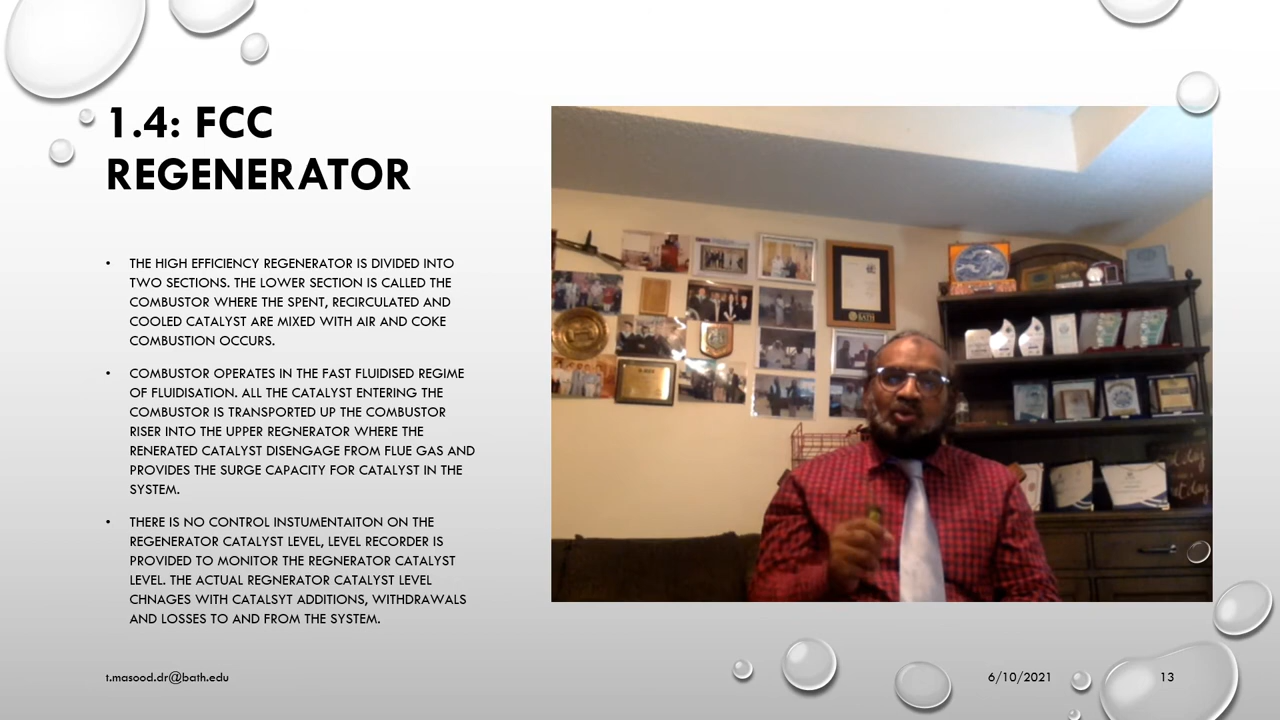 1.4: FCC
REGENERATOR
• THE HIGH EFFICIENCY REGENERATOR IS DIVIDED INTO
TWO SECTIONS. THE LOWER SECTION IS CALLED THE
COMBUSTOR WHERE THE SPENT, RECIRCULATED AND
COOLED CATALYST ARE MIXED WITH AIR AND COKE
COMBUSTION OCCURS.
• COMBUSTOR OPERATES IN THE FAST FLUIDISED REGIME
OF FLUIDISATION. ALL THE CATALYST ENTERING THE
COMBUSTOR IS TRANSPORTED UP THE COMBUSTOR
RISER INTO THE UPPER REGNERATOR WHERE THE
RENERATED CATALYST DISENGAGE FROM FLUE GAS AND
PROVIDES THE SURGE CAPACITY FOR CATALYST IN THE
SYSTEM.
• THERE IS NO CONTROL INSTUMENTAITON ON THE
REGENERATOR CATALYST LEVEL, LEVEL RECORDER IS
PROVIDED TO MONITOR THE REGNERATOR CATALYST
LEVEL. THE ACTUAL REGNERATOR CATALYST LEVEL
CHNAGES WITH CATALSYT ADDITIONS, WITHDRAWALS
AND LOSSES TO AND FROM THE SYSTEM.
BATH
t.masood.dr@bath.edu
6/10/2021
13